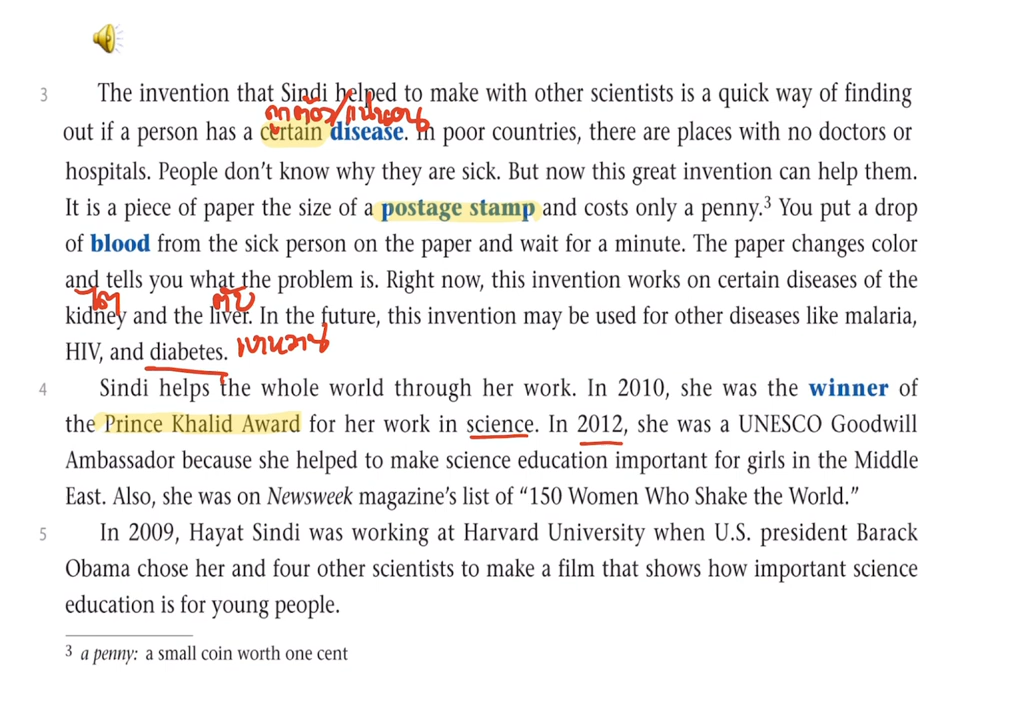 3 The invention that Sindi helped to make with other scientists is a quick way of finding
out if a person has a certain disease. In poor countries, there are places with no doctors or
hospitals. People don't know why they are sick. But now this great invention can help them.
It is a piece of paper the size of a postage stamp and costs only a penny.³ You put a drop
of blood from the sick person on the paper and wait for a minute. The paper changes color
and tells you what the problem is. Right now, this invention works on certain diseases of the
ไต ตับ
kidney and the liver. In the future, this invention may be used for other diseases like malaria,
HIV, and diabetes. เบาหวาน
4 Sindi helps the whole world through her work. In 2010, she was the winner of
the Prince Khalid Award for her work in science. In 2012, she was a UNESCO Goodwill
Ambassador because she helped to make science education important for girls in the Middle
East. Also, she was on Newsweek magazine's list of "150 Women Who Shake the World."
5 In 2009, Hayat Sindi was working at Harvard University when U.S. president Barack
Obama chose her and four other scientists to make a film that shows how important science
education is for young people.
3 a penny: a small coin worth one cent